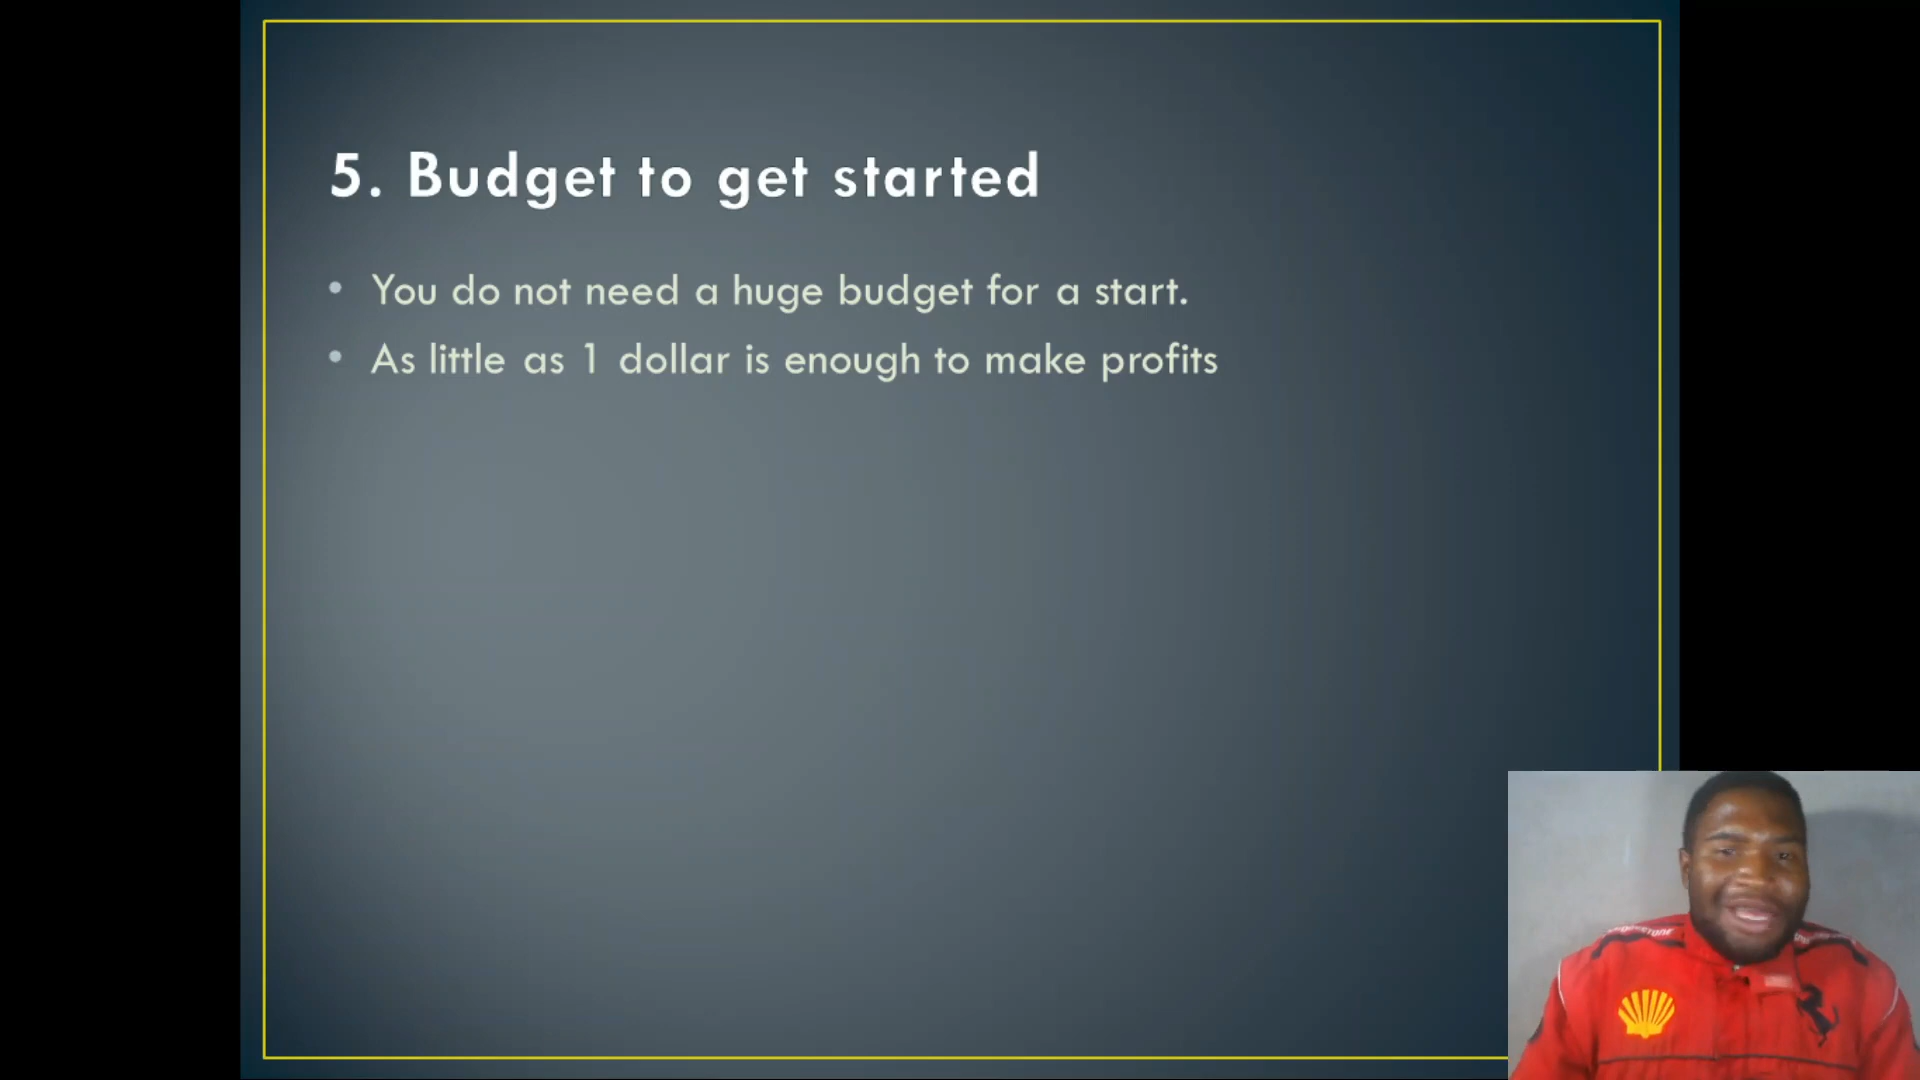 5. Budget to get started
• You do not need a huge budget for a start.
• As little as 1 dollar is enough to make profits